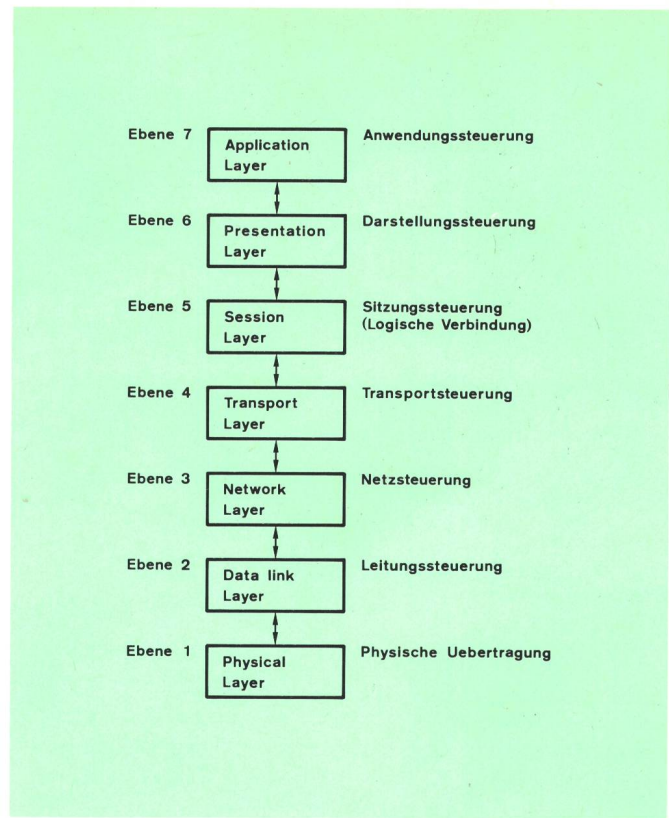 Ebene 7
Application
Layer
Anwendungssteuerung
Ebene 6
Presentation
Layer
Darstellungssteuerung
Ebene 5
Session
Layer
Sitzungssteuerung
(Logische Verbindung)
Ebene 4
Transport
Layer
Transportsteuerung
Ebene 3
Network
Layer
Netzsteuerung
Ebene 2
Data link
Layer
Leitungssteuerung
Ebene 1
Physical
Layer
Physische Uebertragung